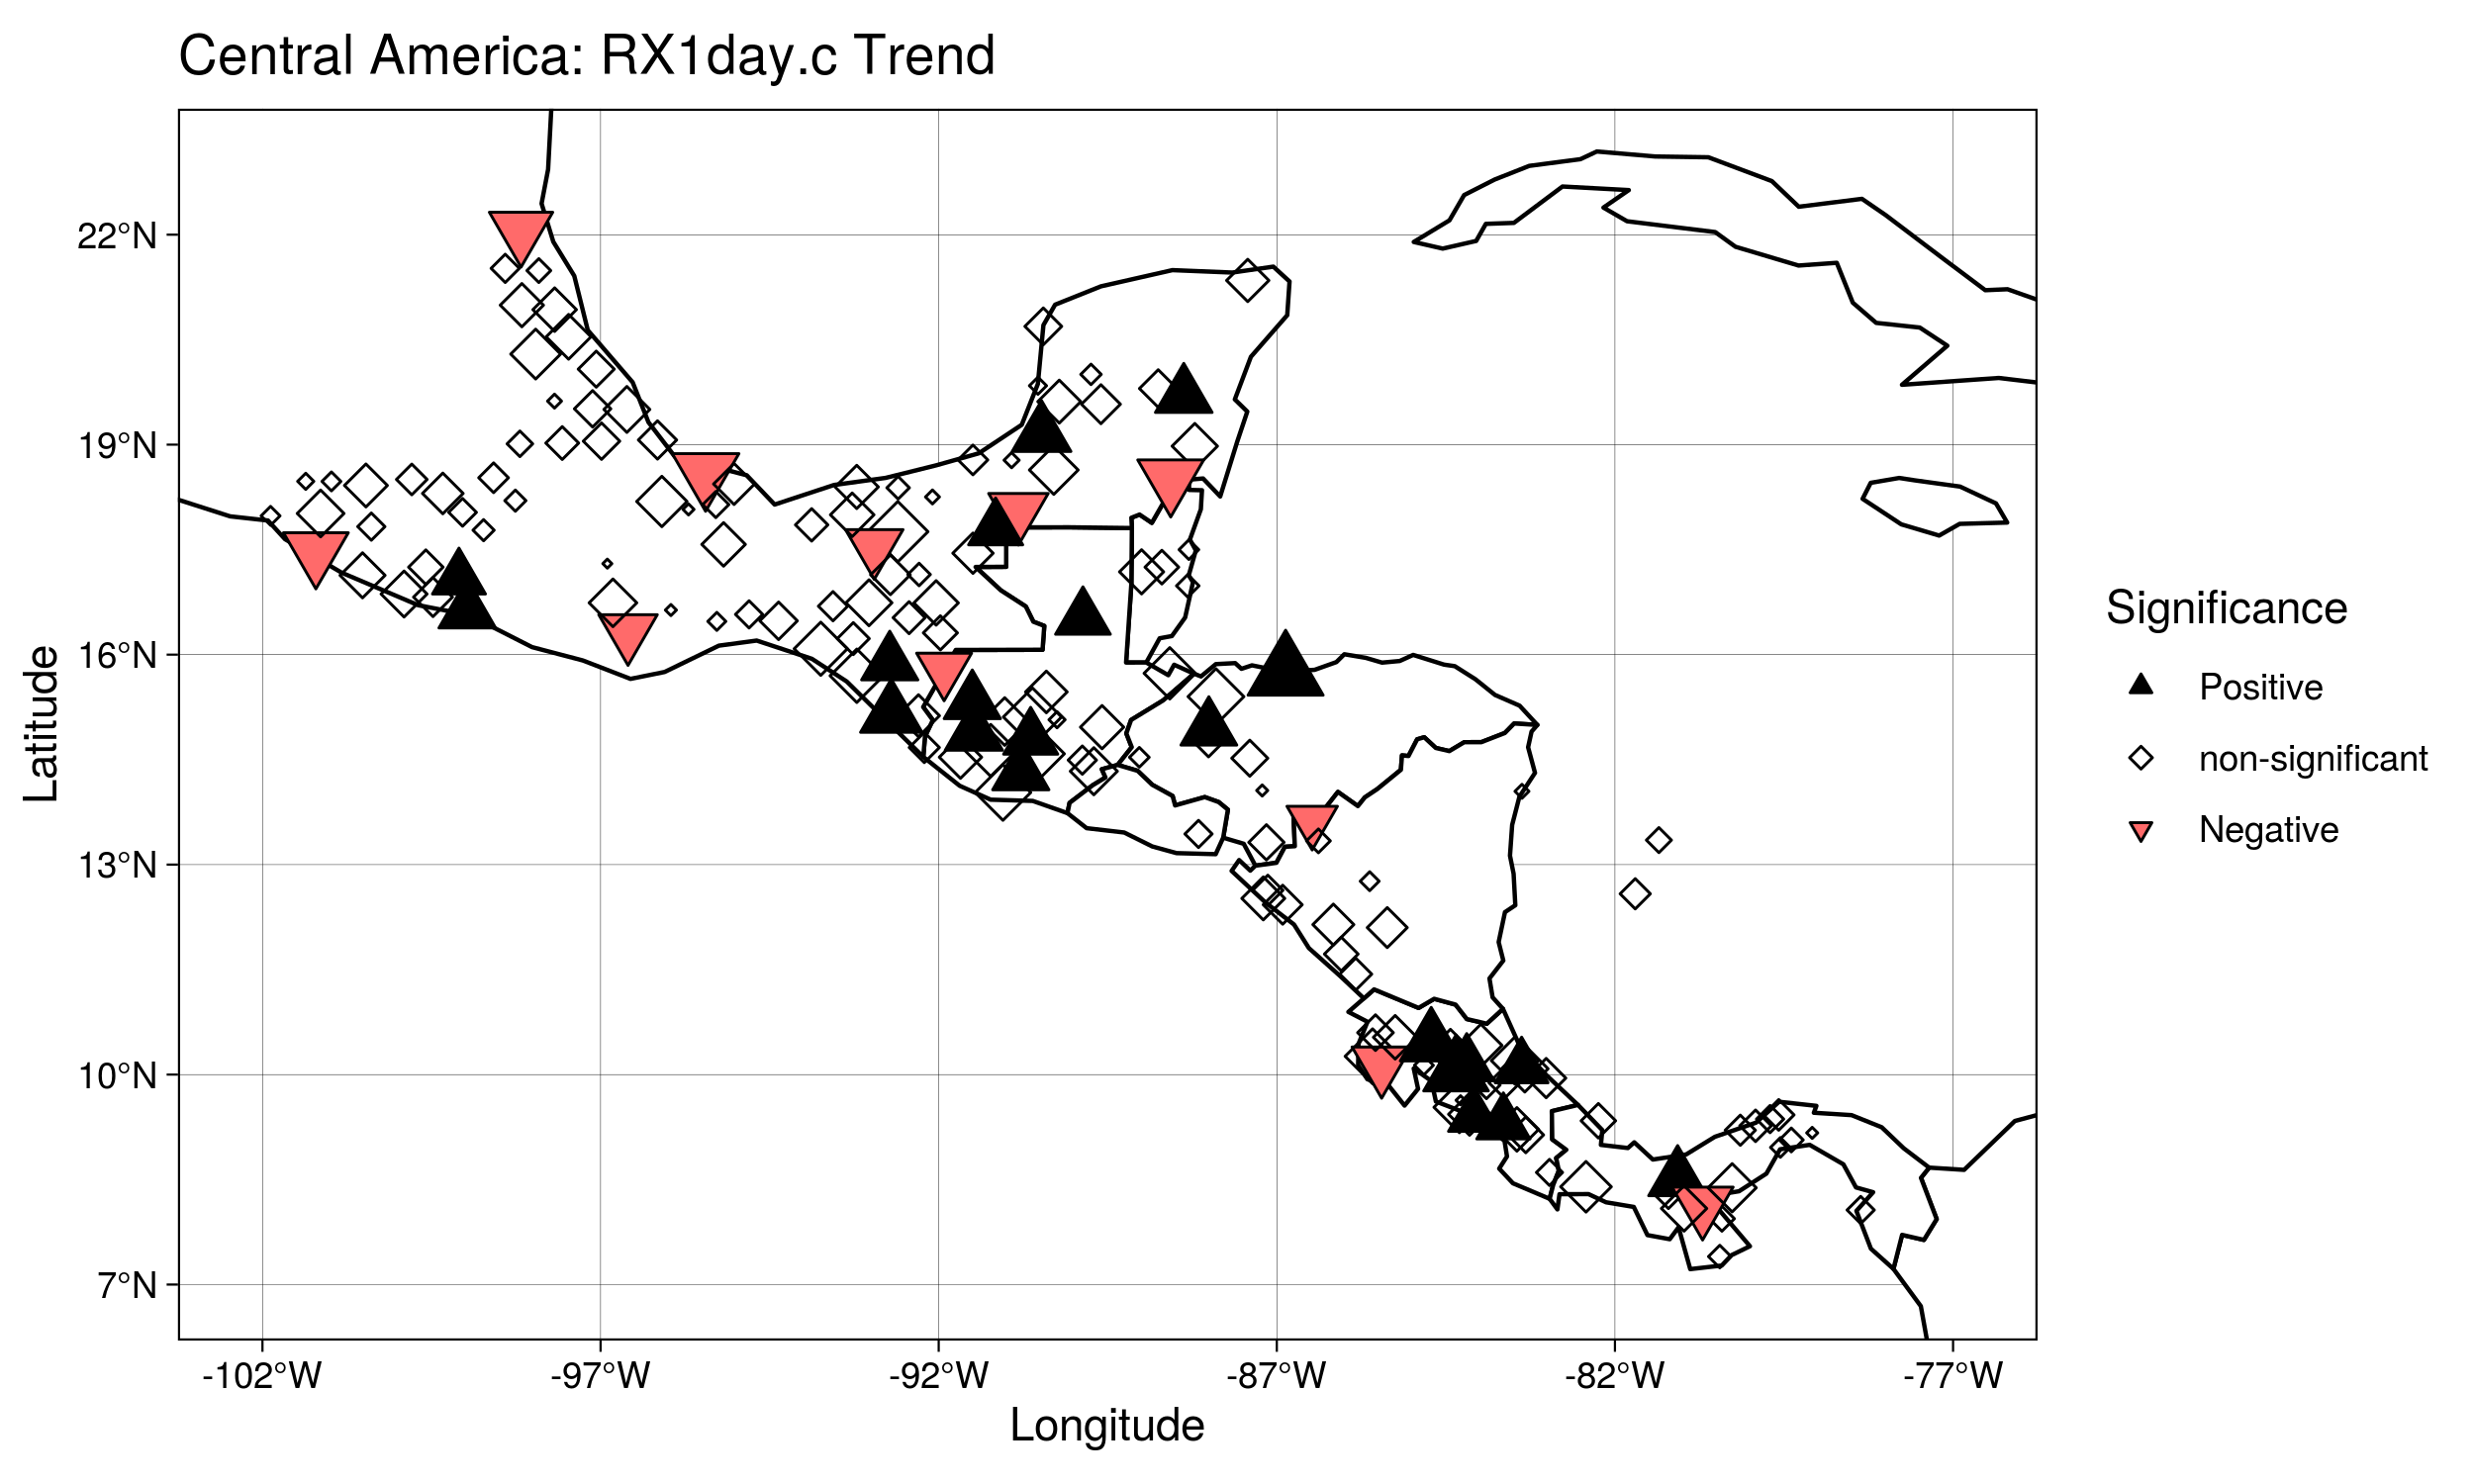 Central America: RX1day.c Trend
22°N
19°N
16°N
13°N
10°N
7°N
Latitude
-102°W
-97°W
-92°W
-87°W
-82°W
-77°W
Longitude
Significance
Positive
non-significant
Negative